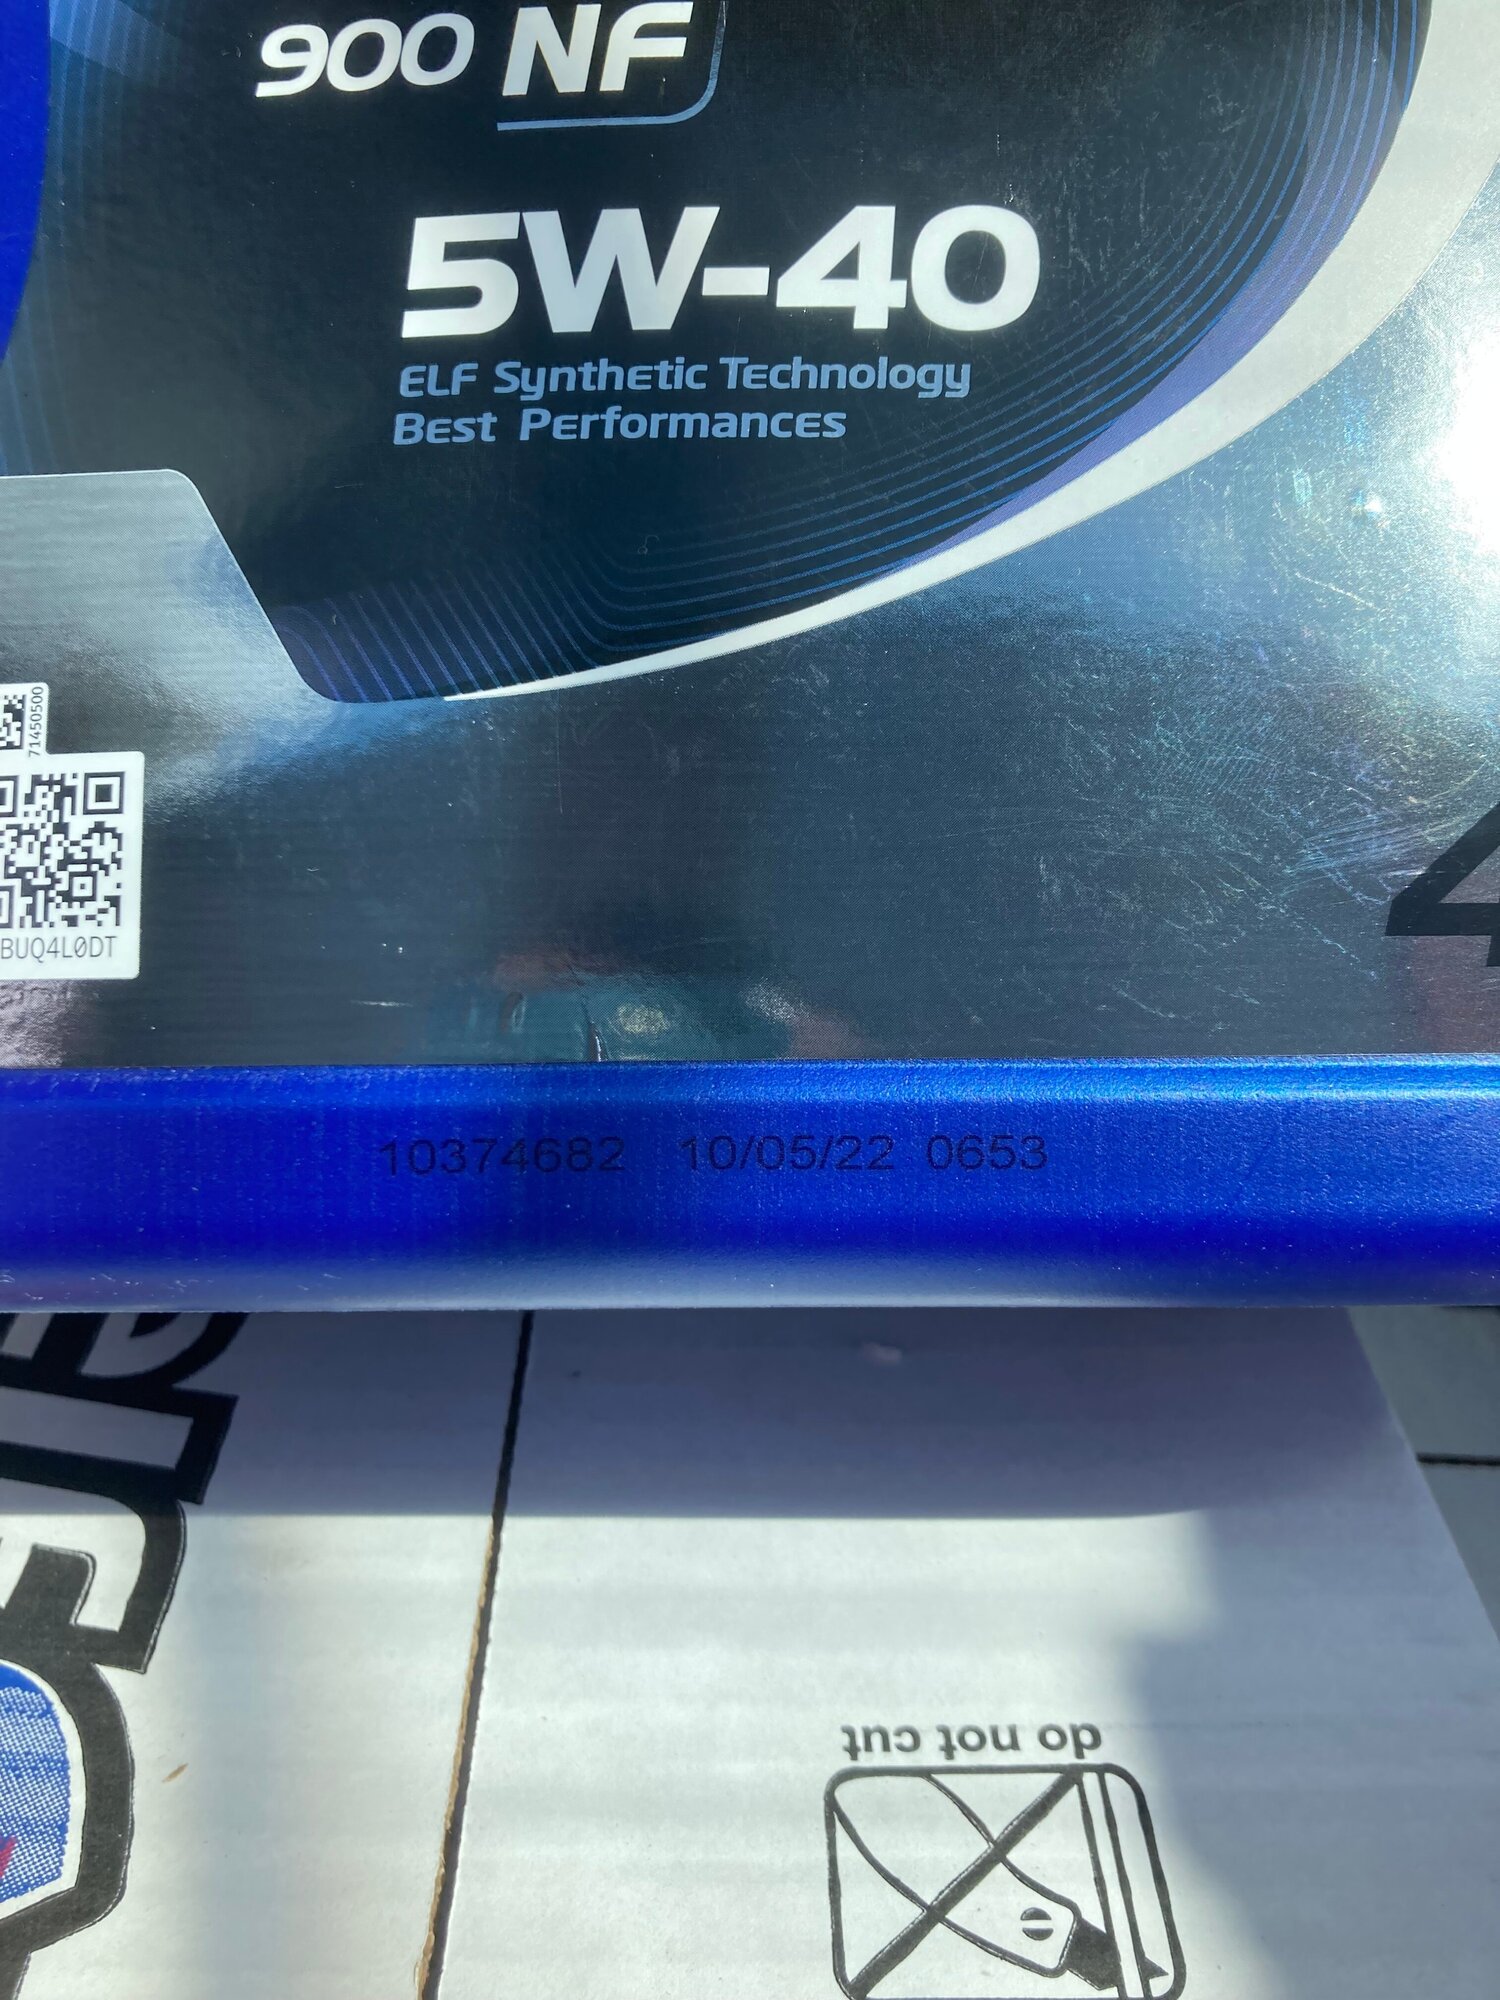 900 NF
5W-40
ELF Synthetic Technology
Best Performances
71450500
BUQ4L0DT
4
10374682 10/05/22 0653
do not cut